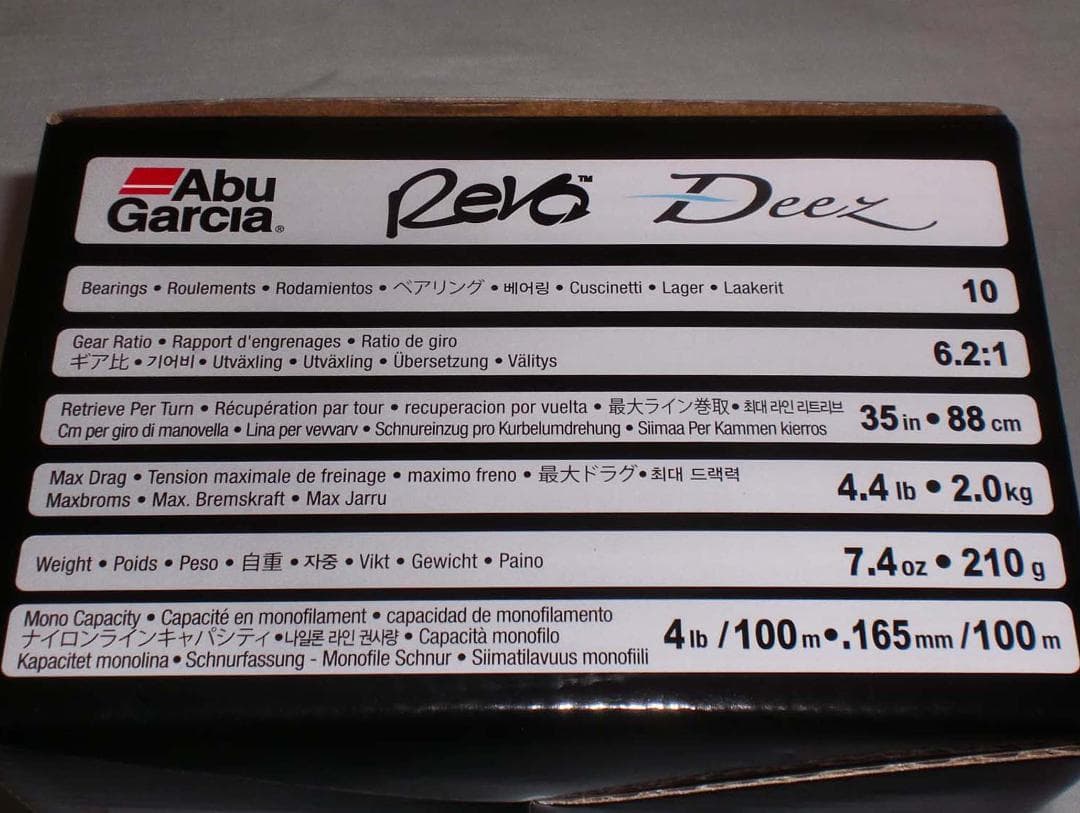 Abu
Garcia®
Revo™ Deez
Bearings • Roulements • Rodamientos • ベアリング • 베어링 • Cuscinetti • Lager • Laakerit 10
Gear Ratio • Rapport d'engrenages • Ratio de giro
ギア比 • 기어비 • Utväxling • Utväxling • Übersetzung • Välitys 6.2:1
Retrieve Per Turn • Récupération par tour • recuperacion por vuelta • 最大ライン巻取 • 최대 라인 리트리브
Cm per giro di manovella • Lina per vevvarv • Schnureinzug pro Kurbelumdrehung • Siimaa Per Kammen kierros 35 in • 88 cm
Max Drag • Tension maximale de freinage • maximo freno • 最大ドラグ • 최대 드랙력
Maxbroms • Max. Bremskraft • Max Jarru 4.4 lb • 2.0kg
Weight • Poids • Peso • 自重 • 자중 • Vikt • Gewicht • Paino 7.4 oz • 210 g
Mono Capacity • Capacité en monofilament • capacidad de monofilamento
ナイロンラインキャパシティ • 나일론 라인 권사량 • Capacità monofilo 4lb /100 m • .165mm /100 m
Kapacitet monolina • Schnurfassung - Monofile Schnur • Siimatilavuus monofiili